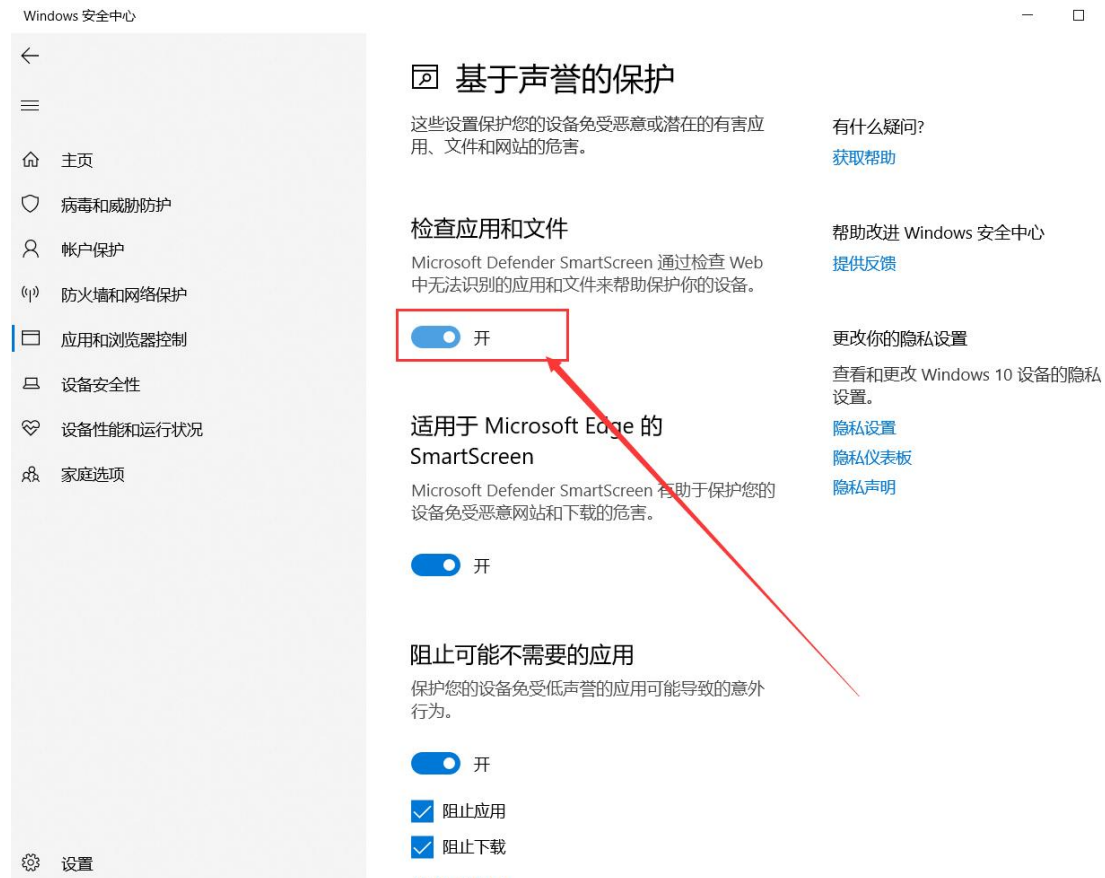 Windows 安全中心
主页
病毒和威胁防护
帐户保护
防火墙和网络保护
应用和浏览器控制
设备安全性
设备性能和运行状况
家庭选项
设置
基于声誉的保护
这些设置保护您的设备免受恶意或潜在的有害应
用、文件和网站的危害。
检查应用和文件
Microsoft Defender SmartScreen 通过检查 Web
中无法识别的应用和文件来帮助保护你的设备。
开
适用于 Microsoft Edge 的
SmartScreen
Microsoft Defender SmartScreen 有助于保护您的
设备免受恶意网站和下载的危害。
开
阻止可能不需要的应用
保护您的设备免受低声誉的应用可能导致的意外
行为。
开
阻止应用
阻止下载
有什么疑问?
获取帮助
帮助改进 Windows 安全中心
提供反馈
更改你的隐私设置
查看和更改 Windows 10 设备的隐私
设置。
隐私设置
隐私仪表板
隐私声明